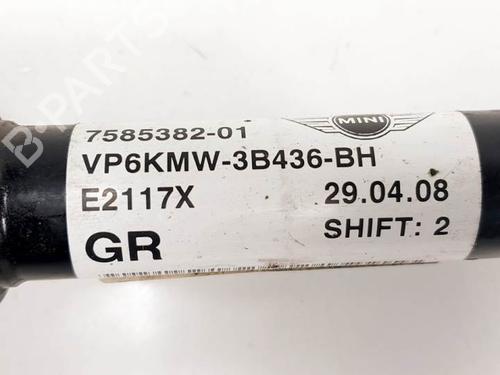 B-PARTS
MINI
7585382-01
VP6KMW-3B436-BH
E2117X 29.04.08
GR SHIFT: 2